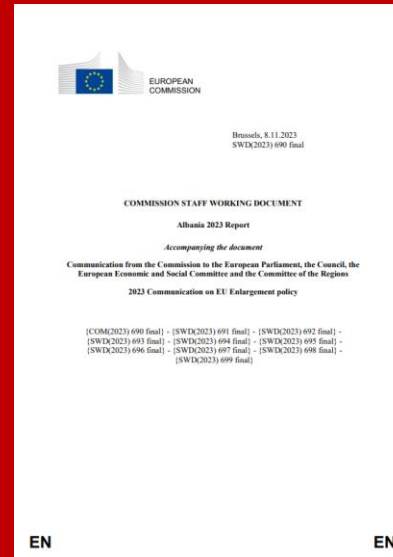 EUROPEAN
COMMISSION
Brussels, 8.11.2023
SWD(2023) 690 final
COMMISSION STAFF WORKING DOCUMENT
Albania 2023 Report
Accompanying the document
Communication from the Commission to the European Parliament, the Council, the
European Economic and Social Committee and the Committee of the Regions
2023 Communication on EU Enlargement policy
{COM(2023) 690 final} - {SWD(2023) 691 final} - {SWD(2023) 692 final} -
{SWD(2023) 693 final} - {SWD(2023) 694 final} - {SWD(2023) 695 final} -
{SWD(2023) 696 final} - {SWD(2023) 697 final} - {SWD(2023) 698 final} -
{SWD(2023) 699 final}
EN EN